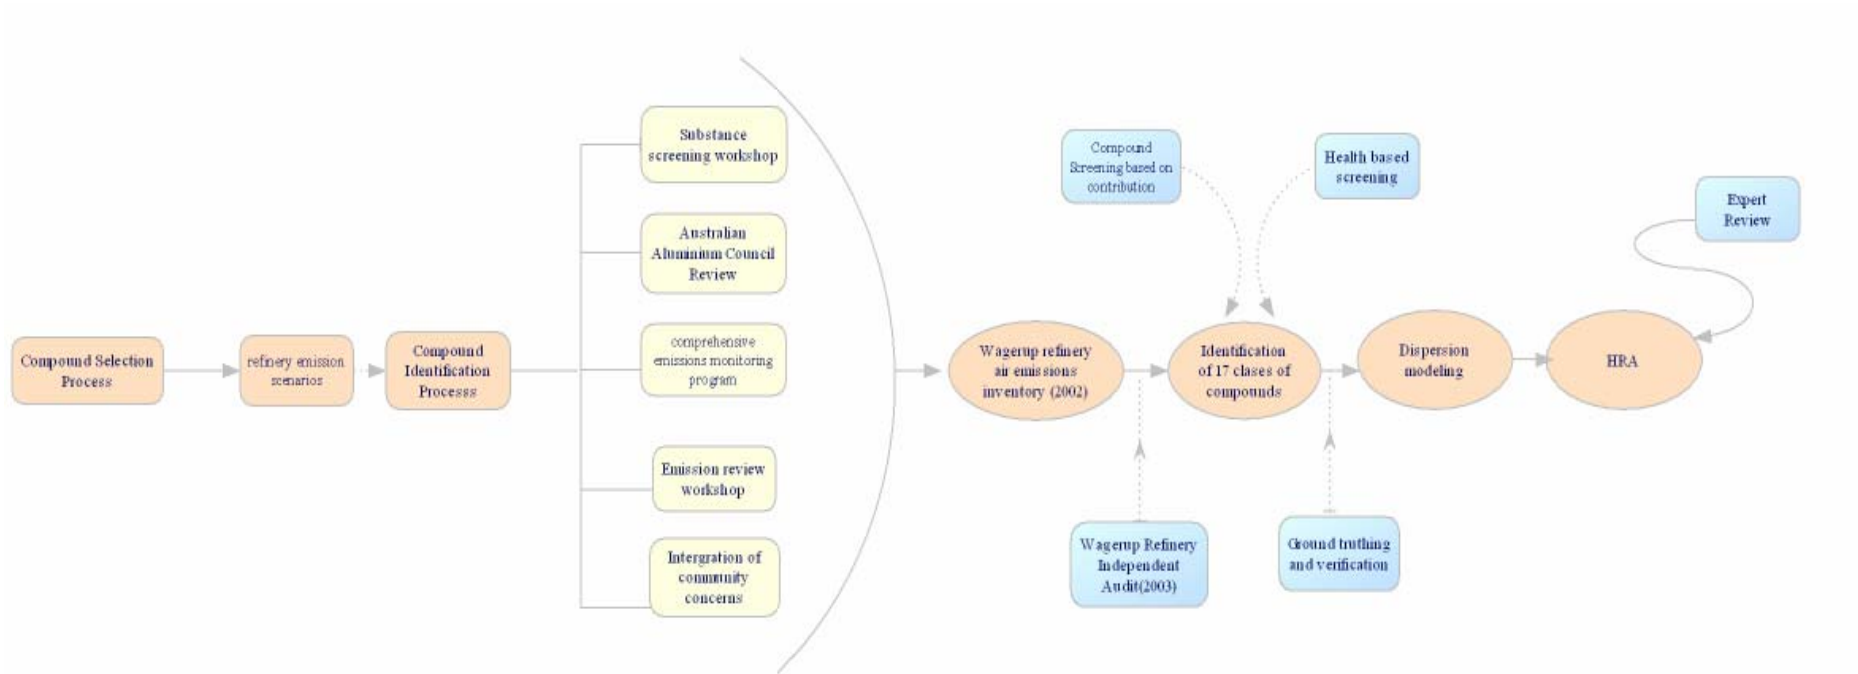 Compound Selection
Process
refinery emission
scenarios
Compound
Identification
Processs
Substance
screening workshop
Australian
Aluminium Council
Review
comprehensive
emissions monitoring
program
Emission review
workshop
Intergration of
community
concerns
Wagerup refinery
air emissions
inventory (2002)
Compound
Screening based on
contribution
Health based
screening
Identification
of 17 clases of
compounds
Wagerup Refinery
Independent
Audit(2003)
Ground truthing
and verification
Dispersion
modeling
HRA
Expert
Review